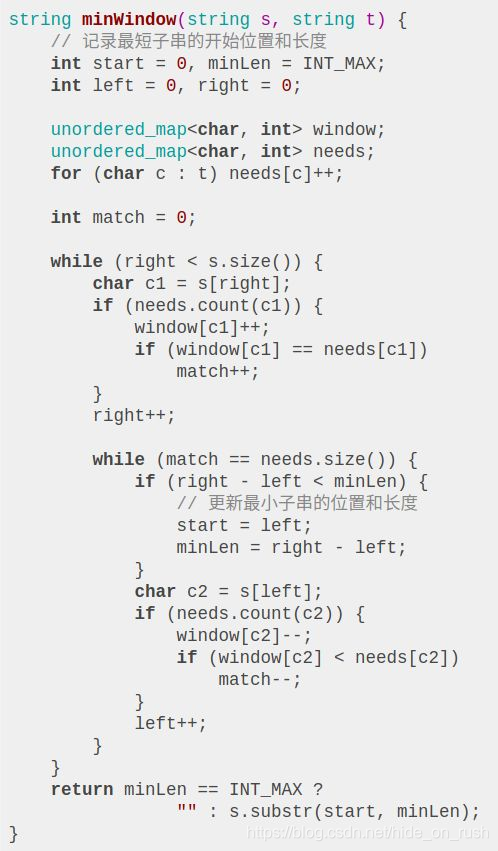 string minWindow(string s, string t) {
    // 记录最短子串的开始位置和长度
    int start = 0, minLen = INT_MAX;
    int left = 0, right = 0;

    unordered_map<char, int> window;
    unordered_map<char, int> needs;
    for (char c : t) needs[c]++;

    int match = 0;

    while (right < s.size()) {
        char c1 = s[right];
        if (needs.count(c1)) {
            window[c1]++;
            if (window[c1] == needs[c1])
                match++;
        }
        right++;

        while (match == needs.size()) {
            if (right - left < minLen) {
                // 更新最小子串的位置和长度
                start = left;
                minLen = right - left;
            }
            char c2 = s[left];
            if (needs.count(c2)) {
                window[c2]--;
                if (window[c2] < needs[c2])
                    match--;
            }
            left++;
        }
    }
    return minLen == INT_MAX ?
                "" : s.substr(start, minLen);
}
https://blog.csdn.net/hide_on_rush